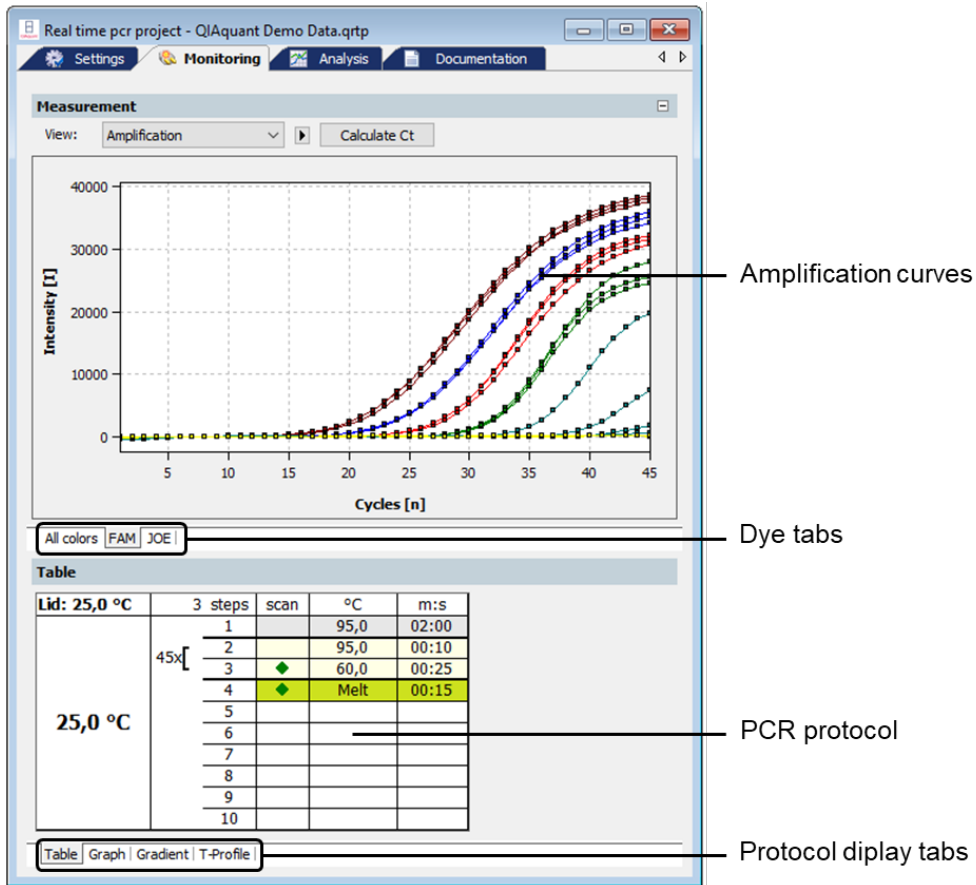 Real time pcr project - QIAquant Demo Data.qrtp
Settings Monitoring Analysis Documentation
Measurement
View: Amplification Calculate Ct
40000
30000
20000
10000
0
Intensity [I]
5 10 15 20 25 30 35 40 45
Cycles [n]
Amplification curves
All colors FAM JOE
Dye tabs
Table
Lid: 25,0 °C 3 steps scan °C m:s
1 95,0 02:00
45x[ 2 95,0 00:10
3 60,0 00:25
4 Melt 00:15
25,0 °C
5
6
7
8
9
10
PCR protocol
Table Graph Gradient T-Profile
Protocol diplay tabs